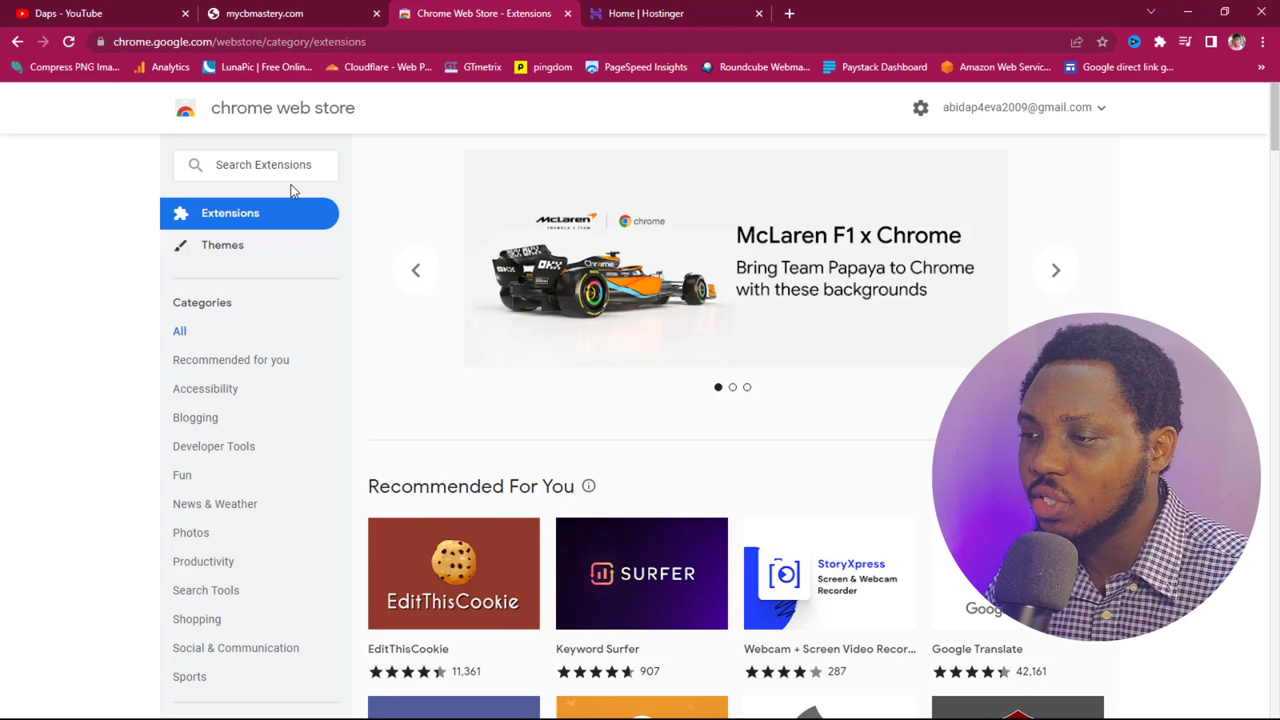 Daps - YouTube
mycbmastery.com
Chrome Web Store - Extensions
Home | Hostinger
chrome.google.com/webstore/category/extensions
Compress PNG Ima...
Analytics
LunaPic | Free Onlin...
Cloudflare - Web P...
GTmetrix
pingdom
PageSpeed Insights
Roundcube Webma...
Paystack Dashboard
Amazon Web Servic...
Google direct link g...
chrome web store
abidap4eva2009@gmail.com
Search Extensions
Extensions
Themes
Categories
All
Recommended for you
Accessibility
Blogging
Developer Tools
Fun
News & Weather
Photos
Productivity
Search Tools
Shopping
Social & Communication
Sports
McLaren
FORMULA 1 TEAM
chrome
McLaren F1 x Chrome
Bring Team Papaya to Chrome
with these backgrounds
Recommended For You
EditThisCookie
SURFER
StoryXpress
Screen & Webcam
Recorder
Goog
EditThisCookie
11,361
Keyword Surfer
907
Webcam + Screen Video Recor...
287
Google Translate
42,161